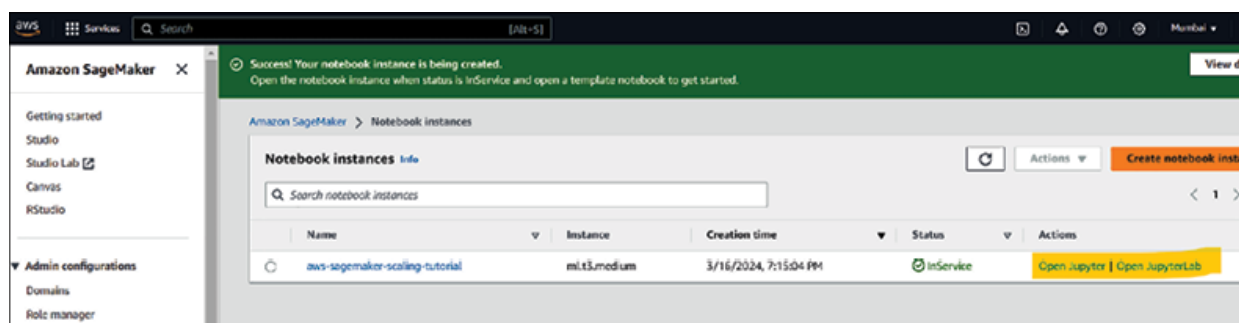 aws Services Search [Alt+S] Mumbai
Amazon SageMaker
Success! Your notebook instance is being created.
Open the notebook instance when status is InService and open a template notebook to get started.
View d
Getting started
Studio
Studio Lab
Canvas
RStudio
Admin configurations
Domains
Role manager
Amazon SageMaker > Notebook instances
Notebook instances Info
Actions
Create notebook inst
Search notebook instances
1
Name Instance Creation time Status Actions
aws-sagemaker-scaling-tutorial ml.t3.medium 3/16/2024, 7:15:04 PM InService Open Jupyter | Open JupyterLab